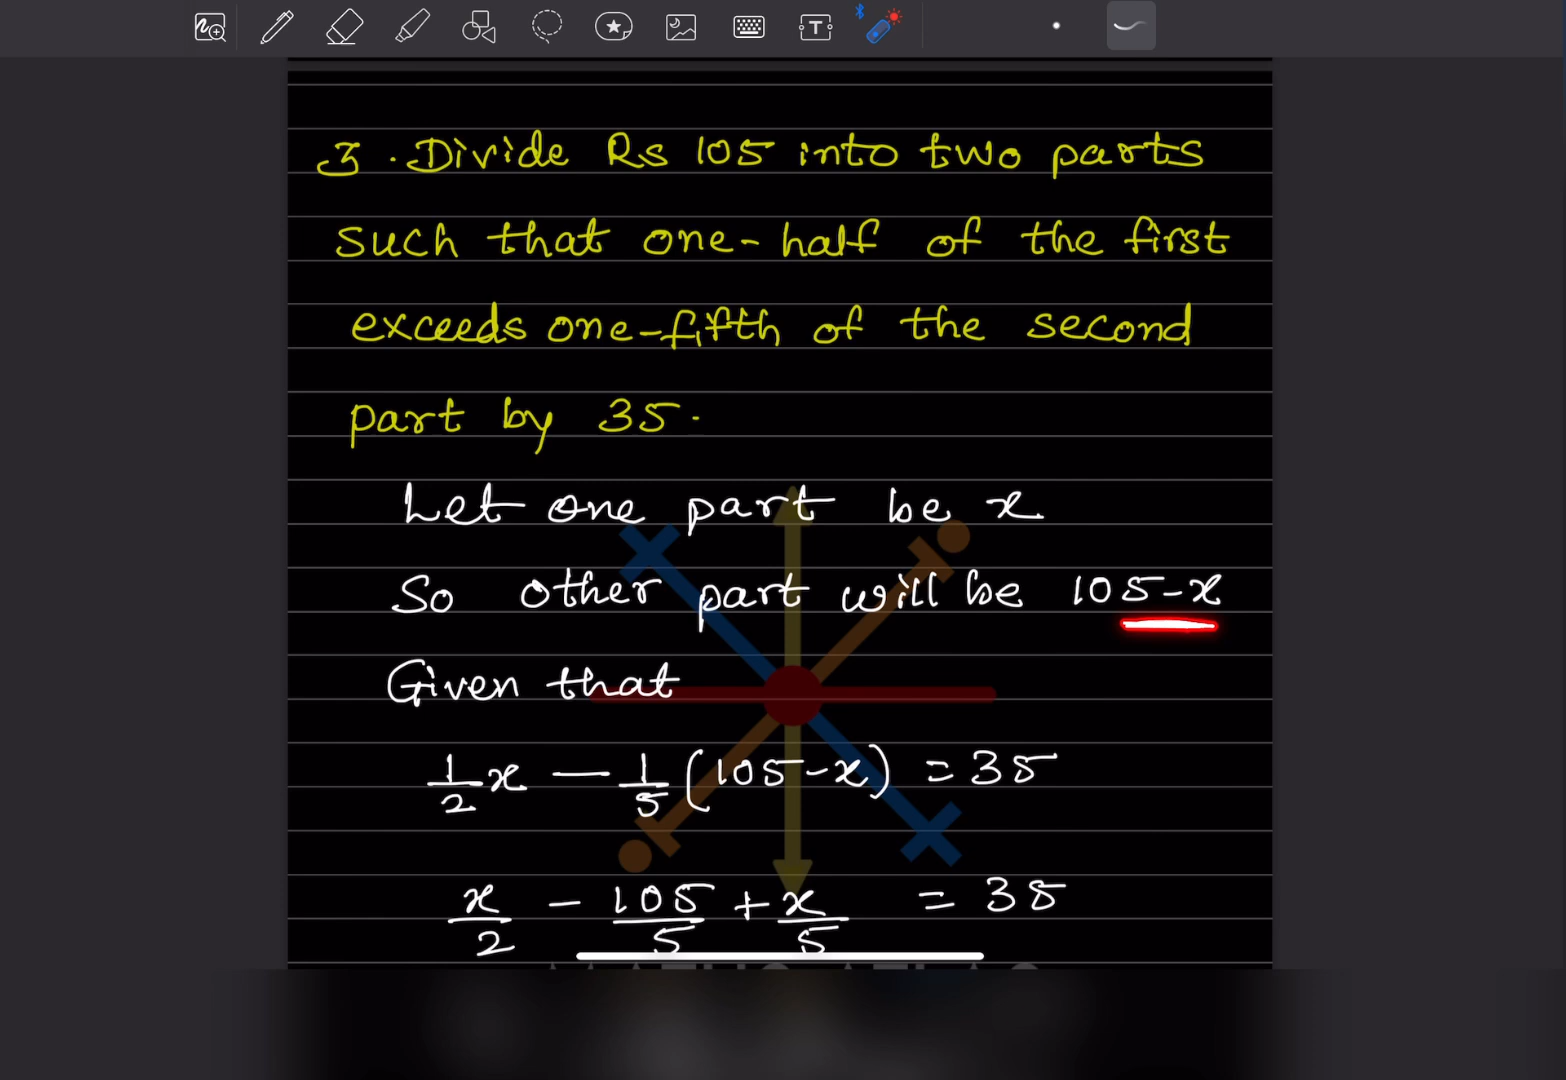 3. Divide Rs 105 into two parts
such that one-half of the first
exceeds one-fifth of the second
part by 35.
Let one part be x
So other part will be 105-x
Given that
1/2 x - 1/5 (105-x) = 35
x/2 - 105/5 + x/5 = 35